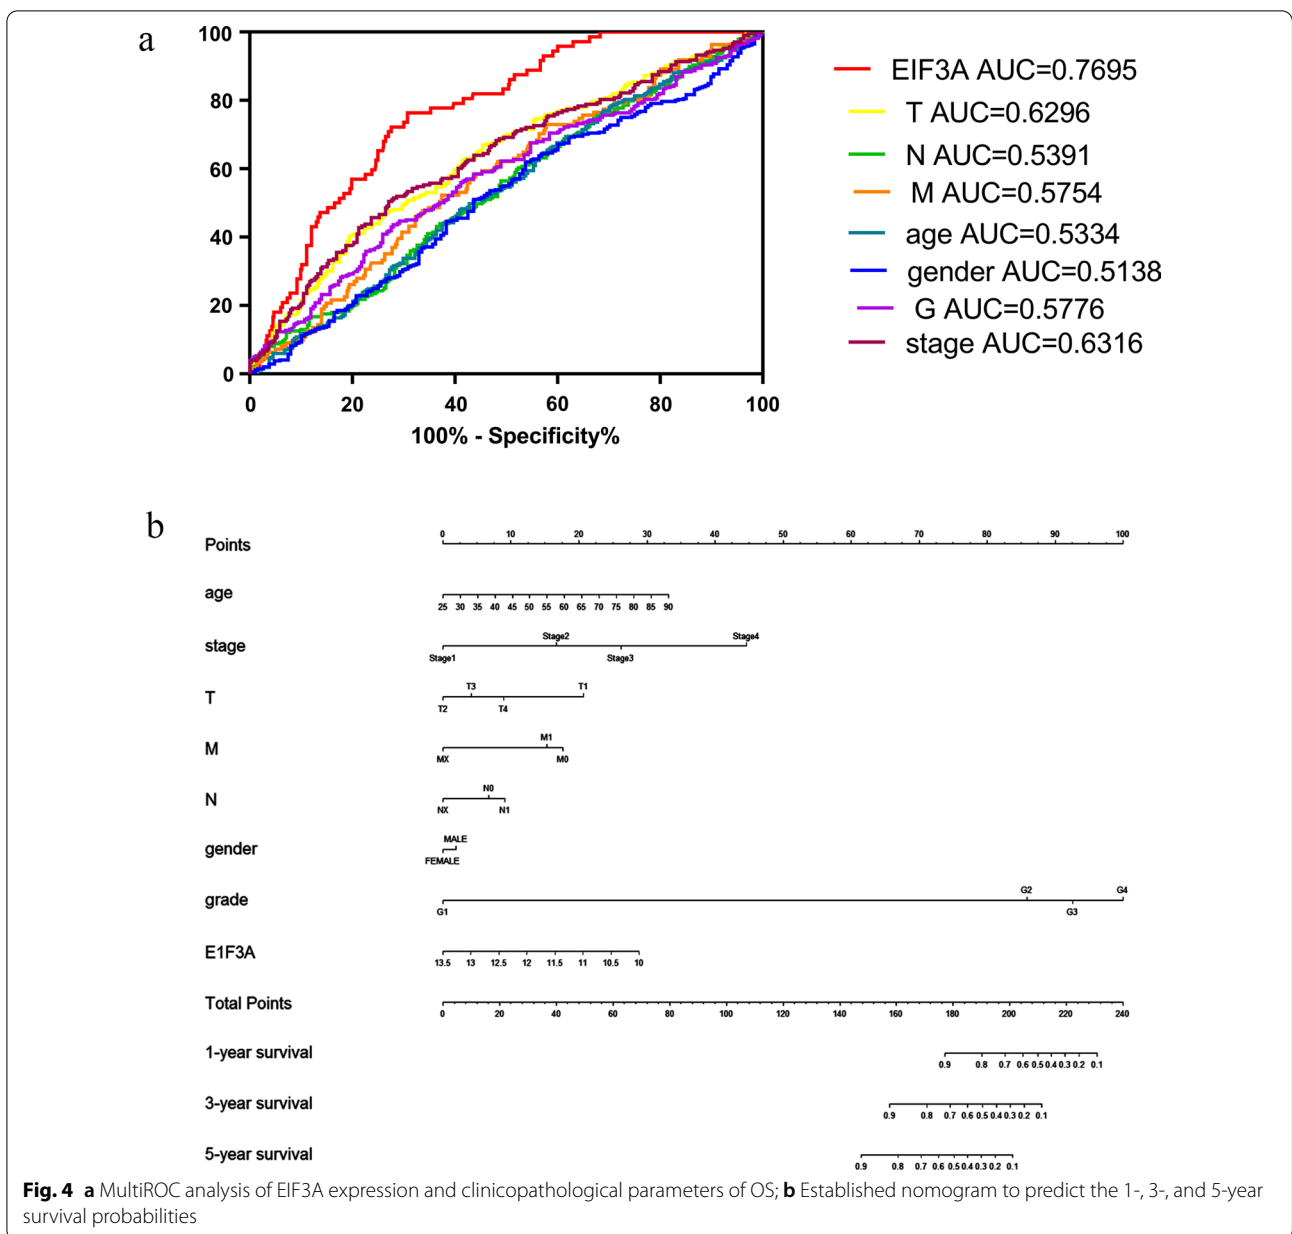 a
100
80
60
40
20
0
0 20 40 60 80 100
100% - Specificity%
EIF3A AUC=0.7695
T AUC=0.6296
N AUC=0.5391
M AUC=0.5754
age AUC=0.5334
gender AUC=0.5138
G AUC=0.5776
stage AUC=0.6316
b
Points
0 10 20 30 40 50 60 70 80 90 100
age
25 30 35 40 45 50 55 60 65 70 75 80 85 90
stage
Stage2 Stage4
Stage1 Stage3
T
T3 T1
T2 T4
M
M1
MX M0
N
N0
NX N1
gender
MALE
FEMALE
grade
G2 G4
G1 G3
E1F3A
13.5 13 12.5 12 11.5 11 10.5 10
Total Points
0 20 40 60 80 100 120 140 160 180 200 220 240
1-year survival
0.9 0.8 0.7 0.6 0.5 0.4 0.3 0.2 0.1
3-year survival
0.9 0.8 0.7 0.6 0.5 0.4 0.3 0.2 0.1
5-year survival
0.9 0.8 0.7 0.6 0.5 0.4 0.3 0.2 0.1
Fig. 4 a MultiROC analysis of EIF3A expression and clinicopathological parameters of OS; b Established nomogram to predict the 1-, 3-, and 5-year
survival probabilities